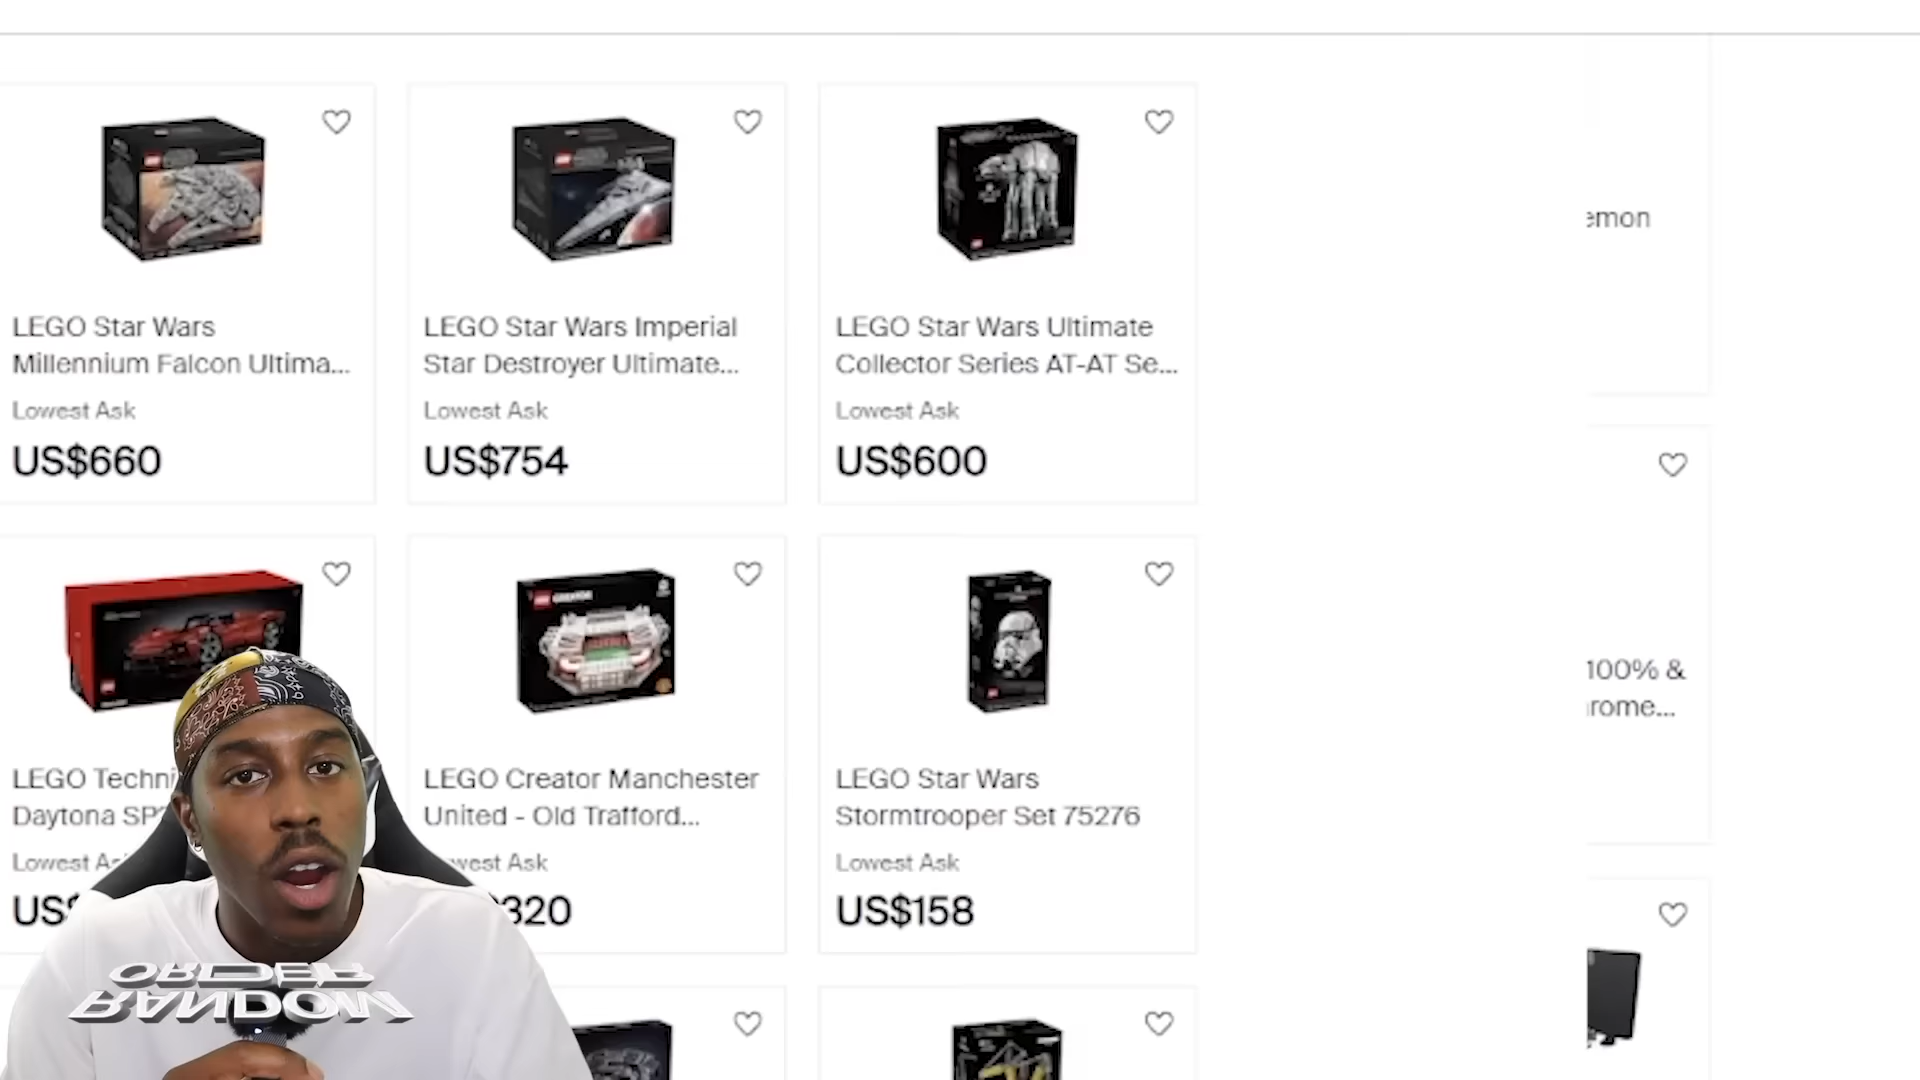 emon
LEGO Star Wars
Millennium Falcon Ultima...
Lowest Ask
US$660
LEGO Star Wars Imperial
Star Destroyer Ultimate...
Lowest Ask
US$754
LEGO Star Wars Ultimate
Collector Series AT-AT Se...
Lowest Ask
US$600
100% &
rome...
LEGO Techni
Daytona SP
Lowest As
US$
LEGO Creator Manchester
United - Old Trafford...
west Ask
320
LEGO Star Wars
Stormtrooper Set 75276
Lowest Ask
US$158
ORDER
RANDOM